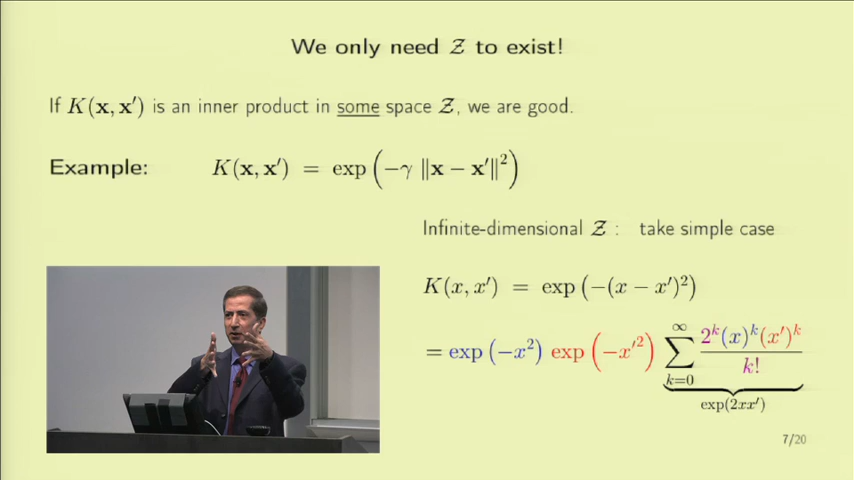 We only need 𝒵 to exist!
If K(𝐱, 𝐱′) is an inner product in some space 𝒵, we are good.
Example: K(𝐱, 𝐱′) = exp(−γ ‖𝐱 − 𝐱′‖²)
Infinite-dimensional 𝒵 : take simple case
K(x, x′) = exp(−(x − x′)²)
= exp(−x²) exp(−x′²) ∑_{k=0}^{∞} 2ᵏ(x)ᵏ(x′)ᵏ / k!
exp(2xx′)
7/20